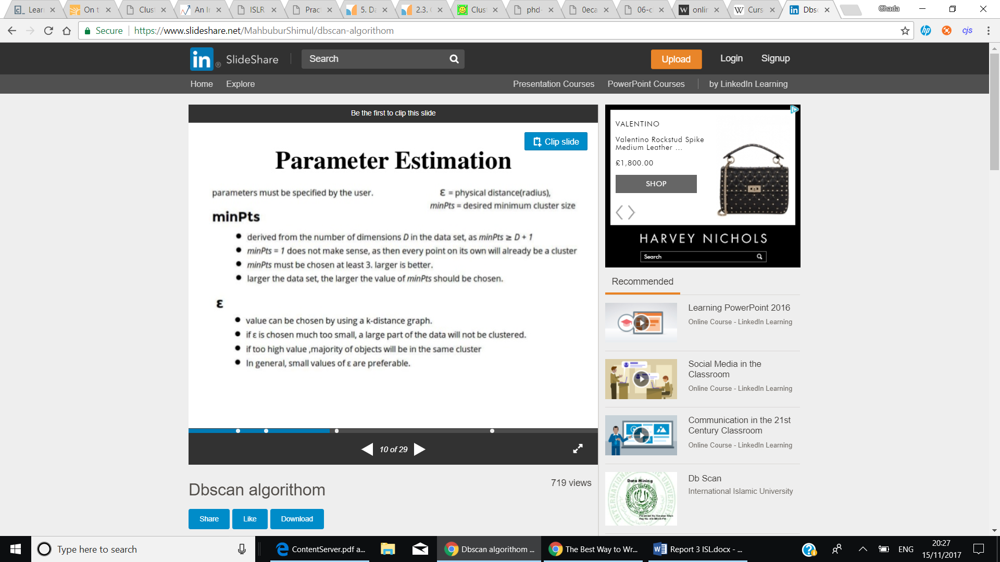 Lear
On t
Clust
An In
ISLR
Pract
5. Da
2.3. C
Clus
phd-
0eca
06-c
onlin
Curs
Dbsc
Ghada
Secure
https://www.slideshare.net/MahbuburShimul/dbscan-algorithom
cjs
in ® SlideShare
Search
Upload
Login
Signup
Home
Explore
Presentation Courses
PowerPoint Courses
by LinkedIn Learning
Be the first to clip this slide
Clip slide
Parameter Estimation
parameters must be specified by the user.
ε = physical distance(radius),
minPts = desired minimum cluster size
minPts
● derived from the number of dimensions D in the data set, as minPts ≥ D + 1
● minPts = 1 does not make sense, as then every point on its own will already be a cluster
● minPts must be chosen at least 3. larger is better.
● larger the data set, the larger the value of minPts should be chosen.
ε
● value can be chosen by using a k-distance graph.
● if ε is chosen much too small, a large part of the data will not be clustered.
● if too high value ,majority of objects will be in the same cluster
● In general, small values of ε are preferable.
10 of 29
Dbscan algorithom
719 views
Share
Like
Download
VALENTINO
Valentino Rockstud Spike
Medium Leather ...
£1,800.00
SHOP
HARVEY NICHOLS
Search
Recommended
Learning PowerPoint 2016
Online Course - LinkedIn Learning
Social Media in the
Classroom
Online Course - LinkedIn Learning
Communication in the 21st
Century Classroom
Online Course - LinkedIn Learning
Data Mining
Db Scan
International Islamic University
Type here to search
ContentServer.pdf a...
Dbscan algorithom ...
The Best Way to Wr...
Report 3 ISL.docx - ...
ENG
20:27
15/11/2017